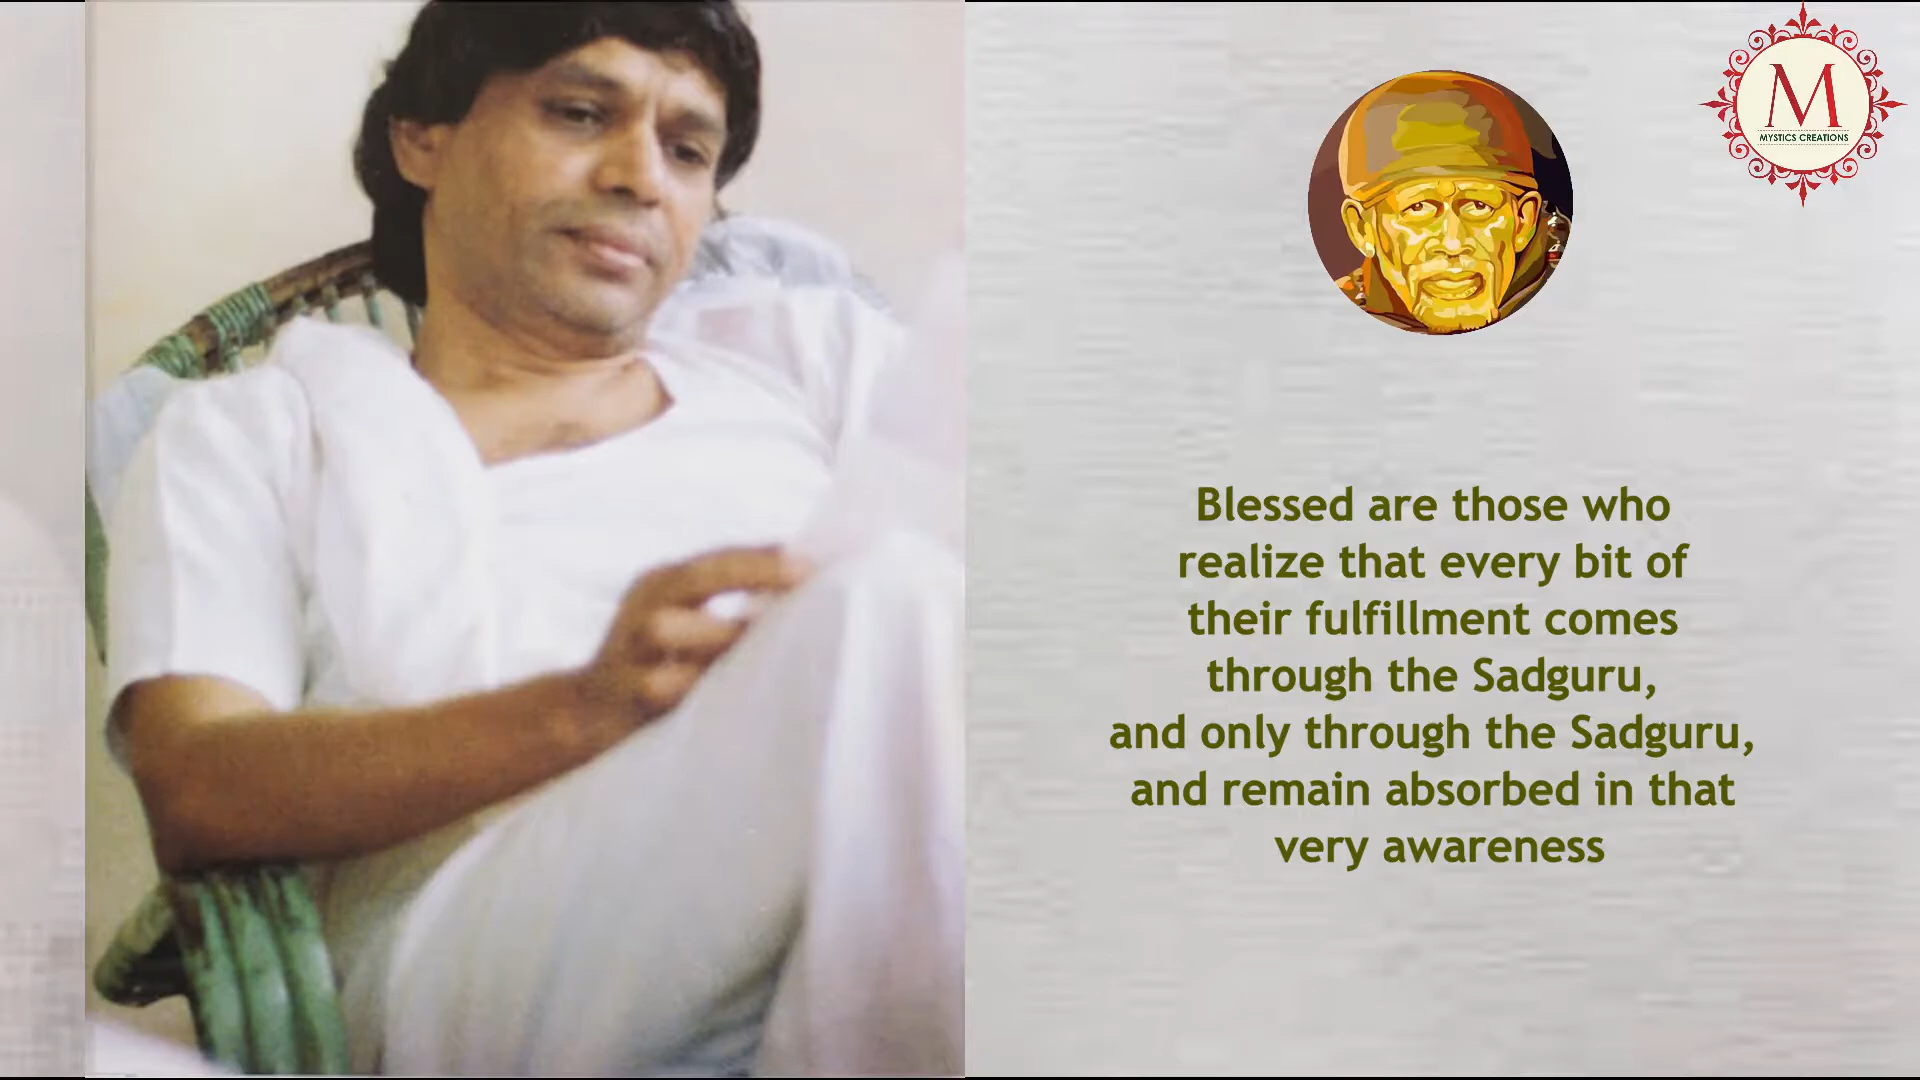 M
MYSTICS CREATIONS
Blessed are those who
realize that every bit of
their fulfillment comes
through the Sadguru,
and only through the Sadguru,
and remain absorbed in that
very awareness